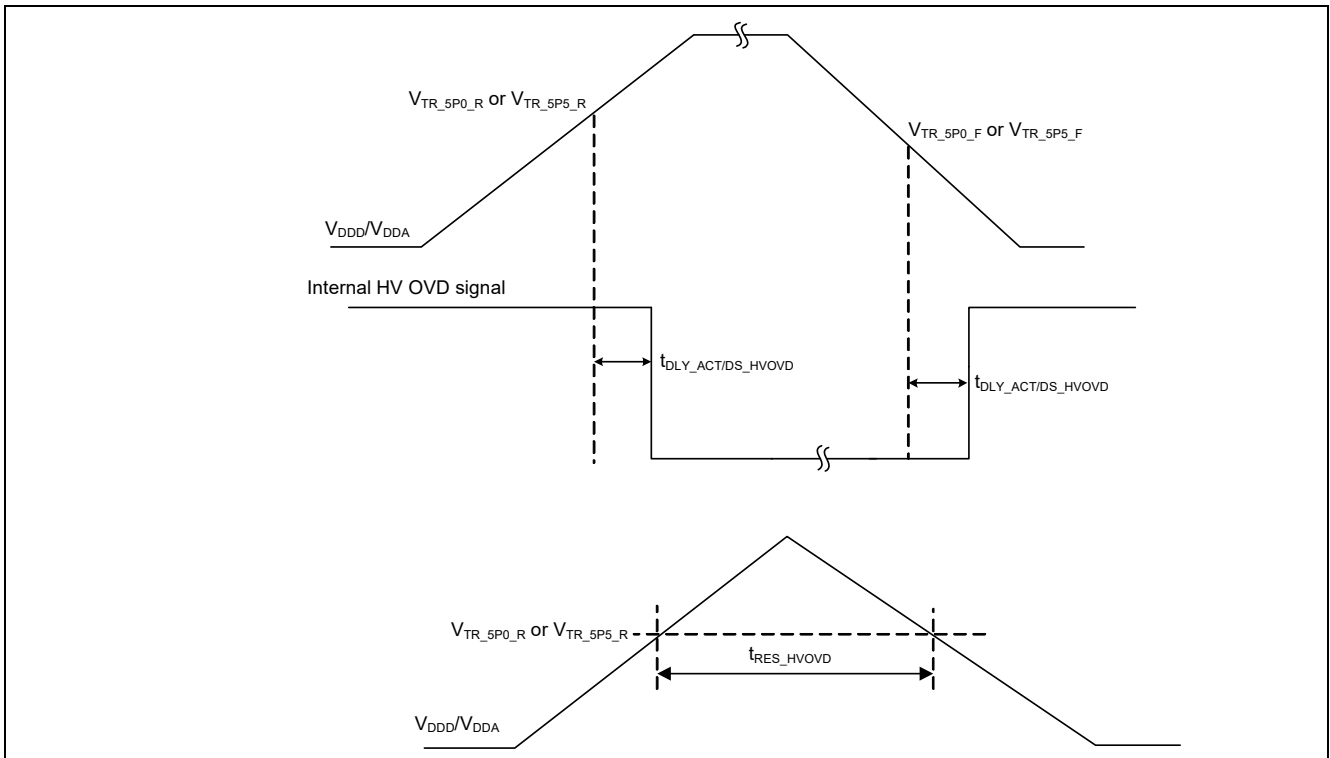 V_TR_5P0_R or V_TR_5P5_R
V_TR_5P0_F or V_TR_5P5_F
V_DDD/V_DDA
Internal HV OVD signal
t_DLY_ACT/DS_HVOVD
t_DLY_ACT/DS_HVOVD
V_TR_5P0_R or V_TR_5P5_R
t_RES_HVOVD
V_DDD/V_DDA